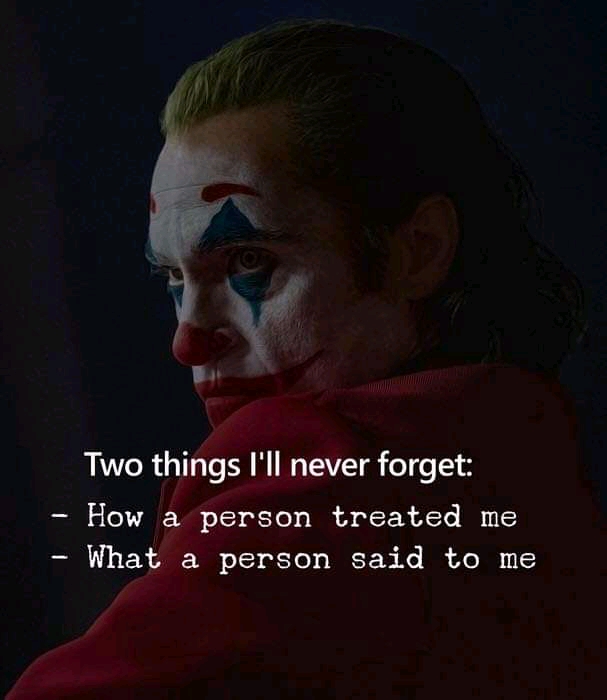 Two things I'll never forget:
- How a person treated me
- What a person said to me